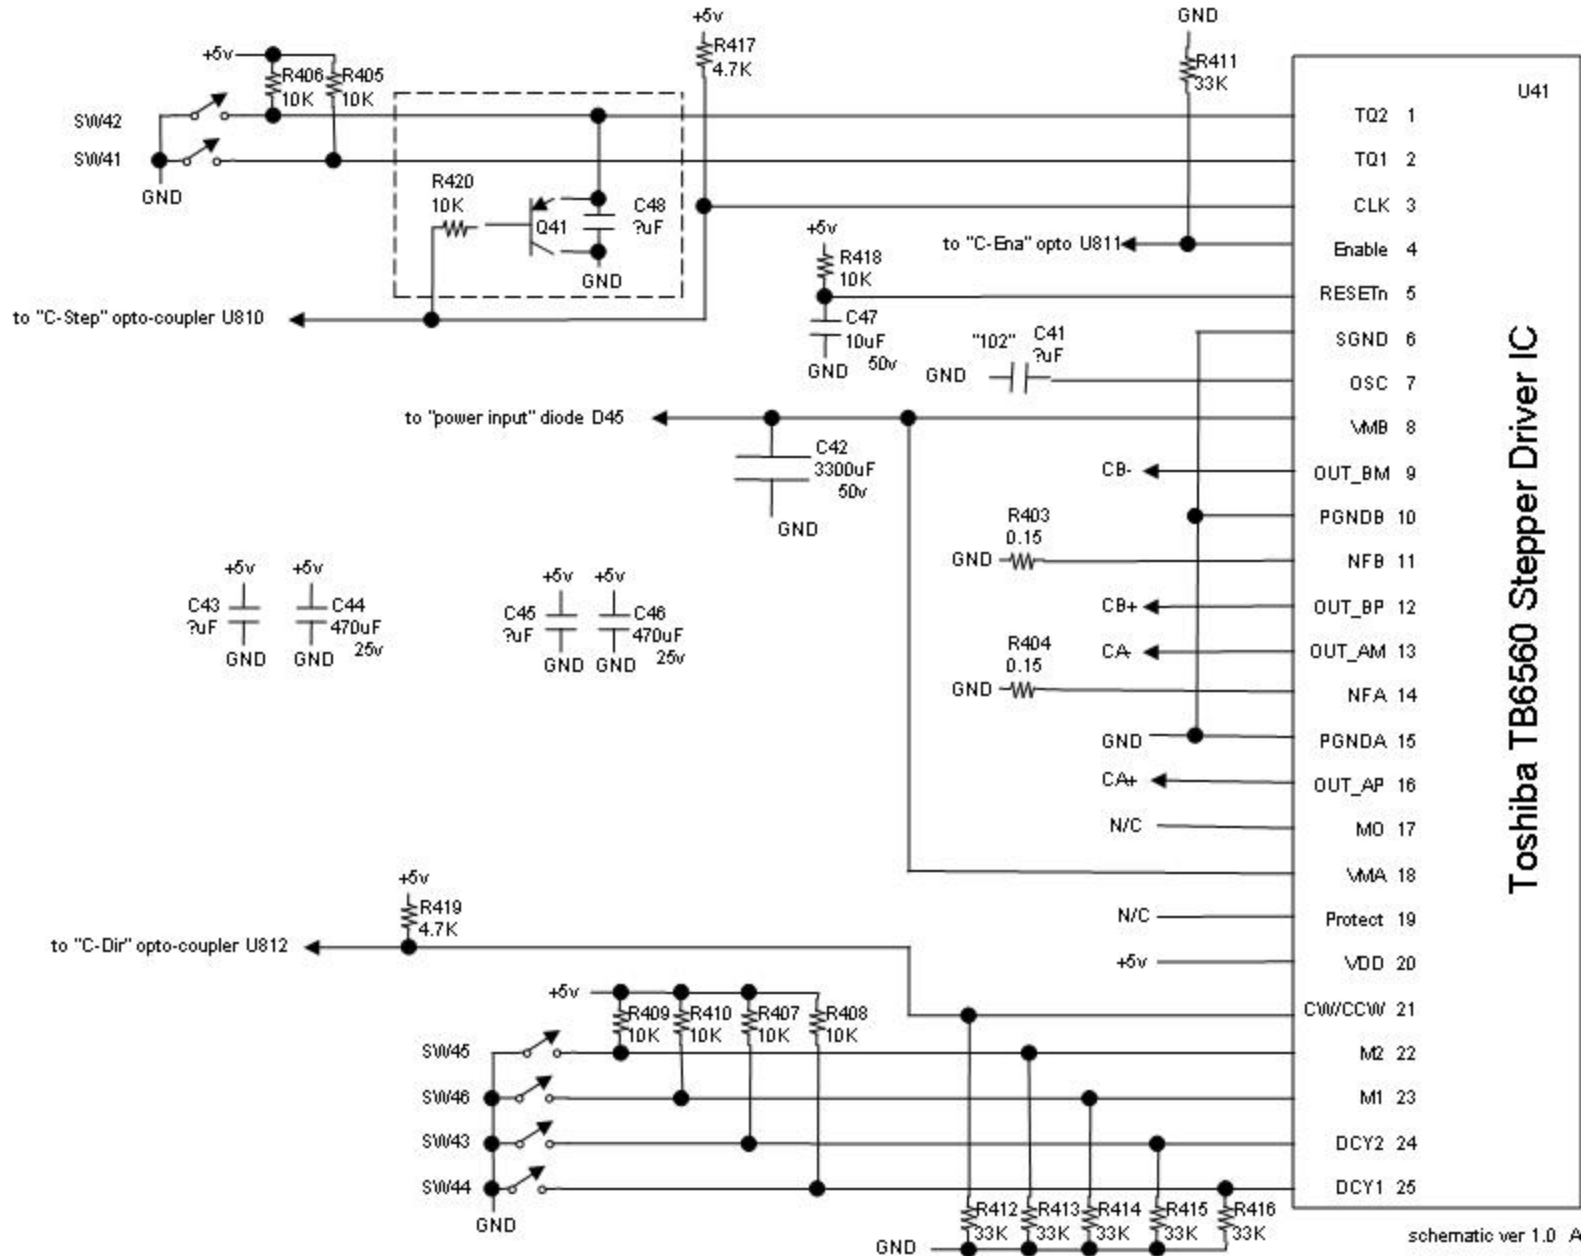 +5v
R417
4.7K
GND
R411
33K
U41
+5v
R406
10K
R405
10K
SW42
SW41
GND
R420
10K
Q41
C48
?uF
GND
to "C-Step" opto-coupler U810
to "C-Ena" opto U811
+5v
R418
10K
C47
10uF
50v
GND
"102"
C41
?uF
GND
to "power input" diode D45
C42
3300uF
50v
GND
CB-
R403
0.15
GND
CB+
CA-
R404
0.15
GND
GND
CA+
N/C
N/C
+5v
+5v
C43
?uF
GND
+5v
C44
470uF
25v
GND
+5v
C45
?uF
GND
+5v
C46
470uF
25v
GND
+5v
R419
4.7K
to "C-Dir" opto-coupler U812
+5v
R409
10K
R410
10K
R407
10K
R408
10K
SW45
SW46
SW43
SW44
GND
R412
33K
R413
33K
R414
33K
R415
33K
R416
33K
GND
TQ2 1
TQ1 2
CLK 3
Enable 4
RESETn 5
SGND 6
OSC 7
VMB 8
OUT_BM 9
PGNDB 10
NFB 11
OUT_BP 12
OUT_AM 13
NFA 14
PGNDA 15
OUT_AP 16
MO 17
VMA 18
Protect 19
VDD 20
CW/CCW 21
M2 22
M1 23
DCY2 24
DCY1 25
Toshiba TB6560 Stepper Driver IC
schematic ver 1.0 A